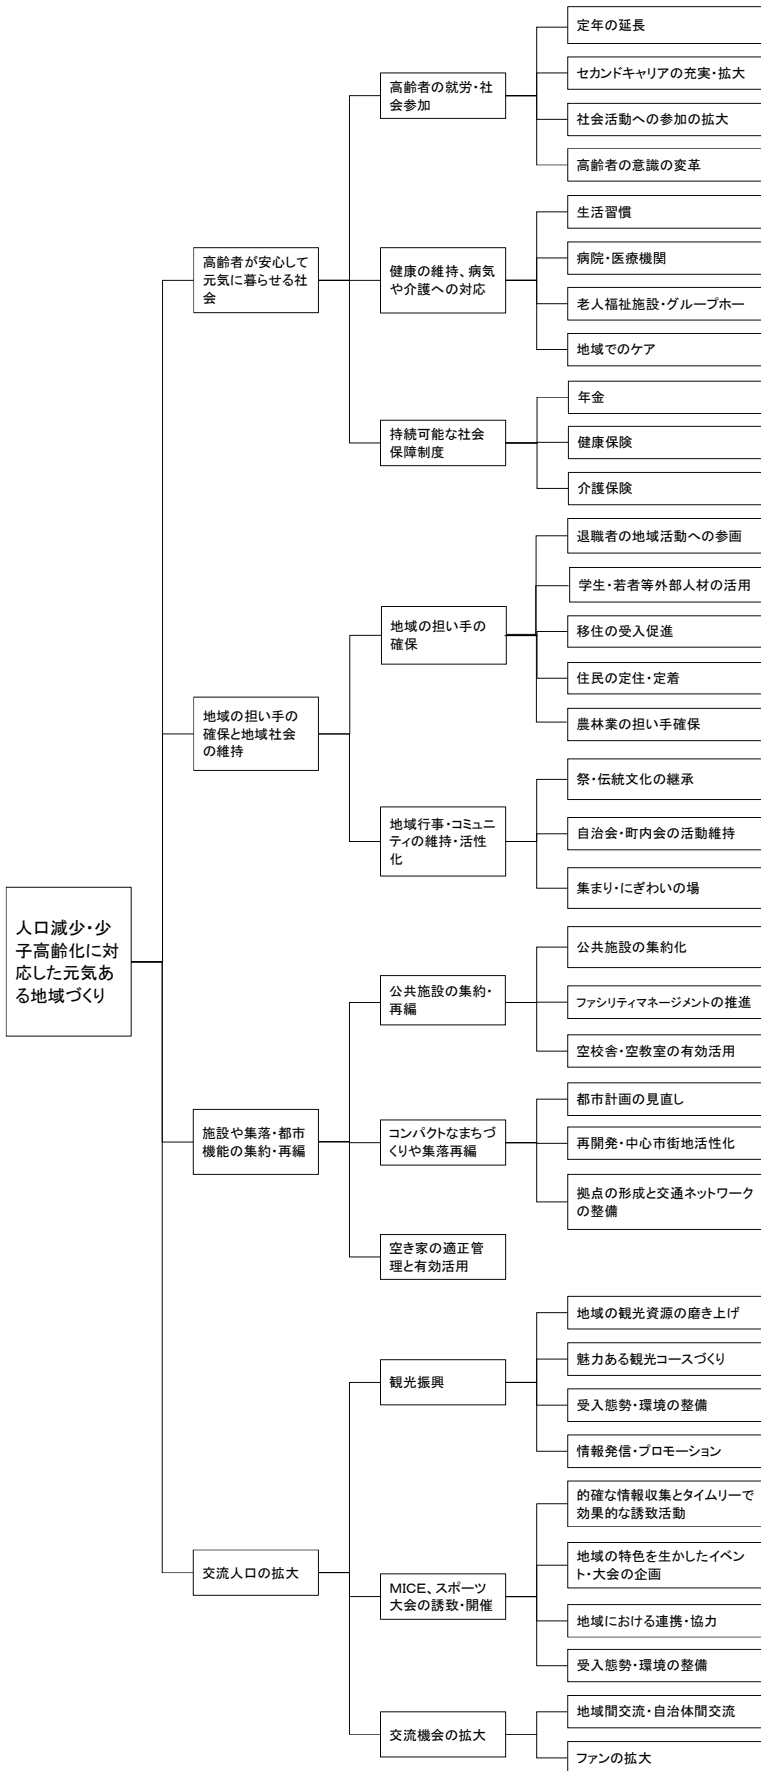 人口減少・少
子高齢化に対
応した元気あ
る地域づくり
高齢者が安心して
元気に暮らせる社
会
高齢者の就労・社
会参加
定年の延長
セカンドキャリアの充実・拡大
社会活動への参加の拡大
高齢者の意識の変革
健康の維持、病気
や介護への対応
生活習慣
病院・医療機関
老人福祉施設・グループホー
地域でのケア
持続可能な社会
保障制度
年金
健康保険
介護保険
地域の担い手の
確保と地域社会
の維持
地域の担い手の
確保
退職者の地域活動への参画
学生・若者等外部人材の活用
移住の受入促進
住民の定住・定着
農林業の担い手確保
地域行事・コミュニ
ティの維持・活性
化
祭・伝統文化の継承
自治会・町内会の活動維持
集まり・にぎわいの場
施設や集落・都市
機能の集約・再編
公共施設の集約・
再編
公共施設の集約化
ファシリティマネージメントの推進
空校舎・空教室の有効活用
コンパクトなまちづ
くりや集落再編
都市計画の見直し
再開発・中心市街地活性化
拠点の形成と交通ネットワーク
の整備
空き家の適正管
理と有効活用
交流人口の拡大
観光振興
地域の観光資源の磨き上げ
魅力ある観光コースづくり
受入態勢・環境の整備
情報発信・プロモーション
MICE、スポーツ
大会の誘致・開催
的確な情報収集とタイムリーで
効果的な誘致活動
地域の特色を生かしたイベン
ト・大会の企画
地域における連携・協力
受入態勢・環境の整備
交流機会の拡大
地域間交流・自治体間交流
ファンの拡大